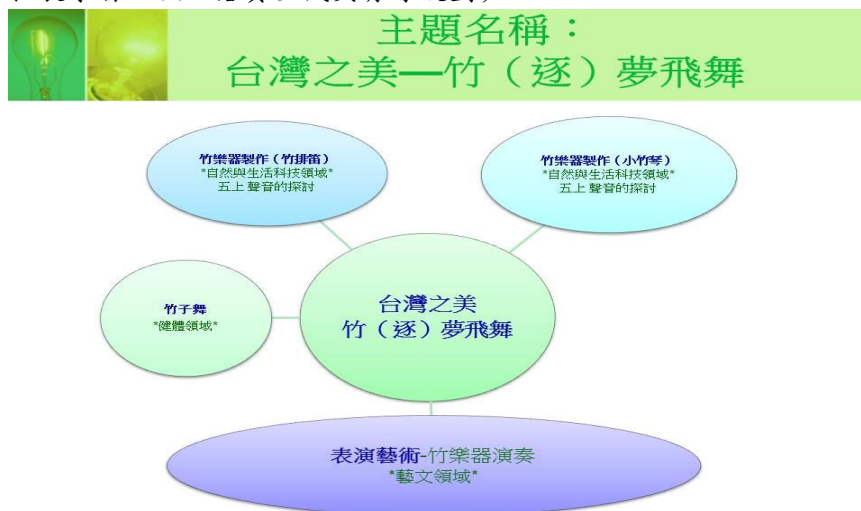 主題名稱：
台灣之美—竹（逐）夢飛舞
竹樂器製作（竹排笛）
*自然與生活科技領域*
五上 聲音的探討
竹樂器製作（小竹琴）
*自然與生活科技領域*
五上 聲音的探討
竹子舞
*健體領域*
台灣之美
竹（逐）夢飛舞
表演藝術-竹樂器演奏
*藝文領域*